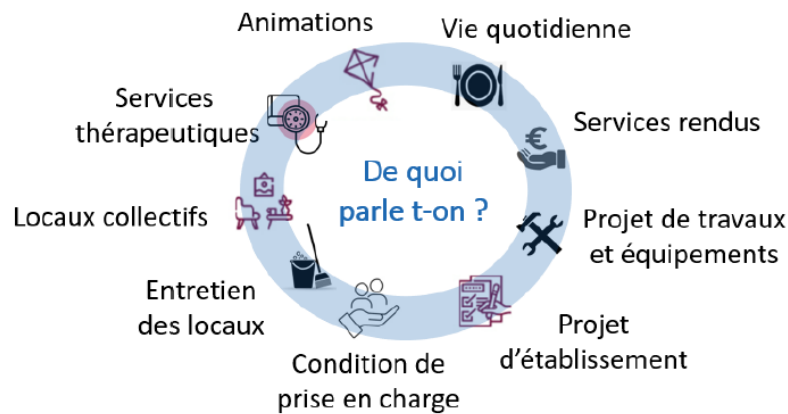 Animations
Vie quotidienne
Services
thérapeutiques
Services rendus
De quoi
parle t-on ?
Locaux collectifs
Projet de travaux
et équipements
Entretien
des locaux
Projet
d'établissement
Condition de
prise en charge